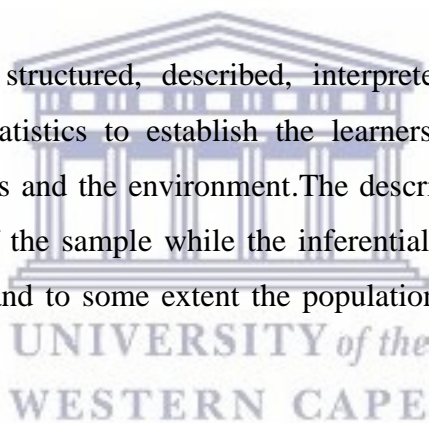 structured, described, interprete
atistics to establish the learners
s and the environment.The descri
f the sample while the inferential
and to some extent the population
UNIVERSITY of the
WESTERN CAPE